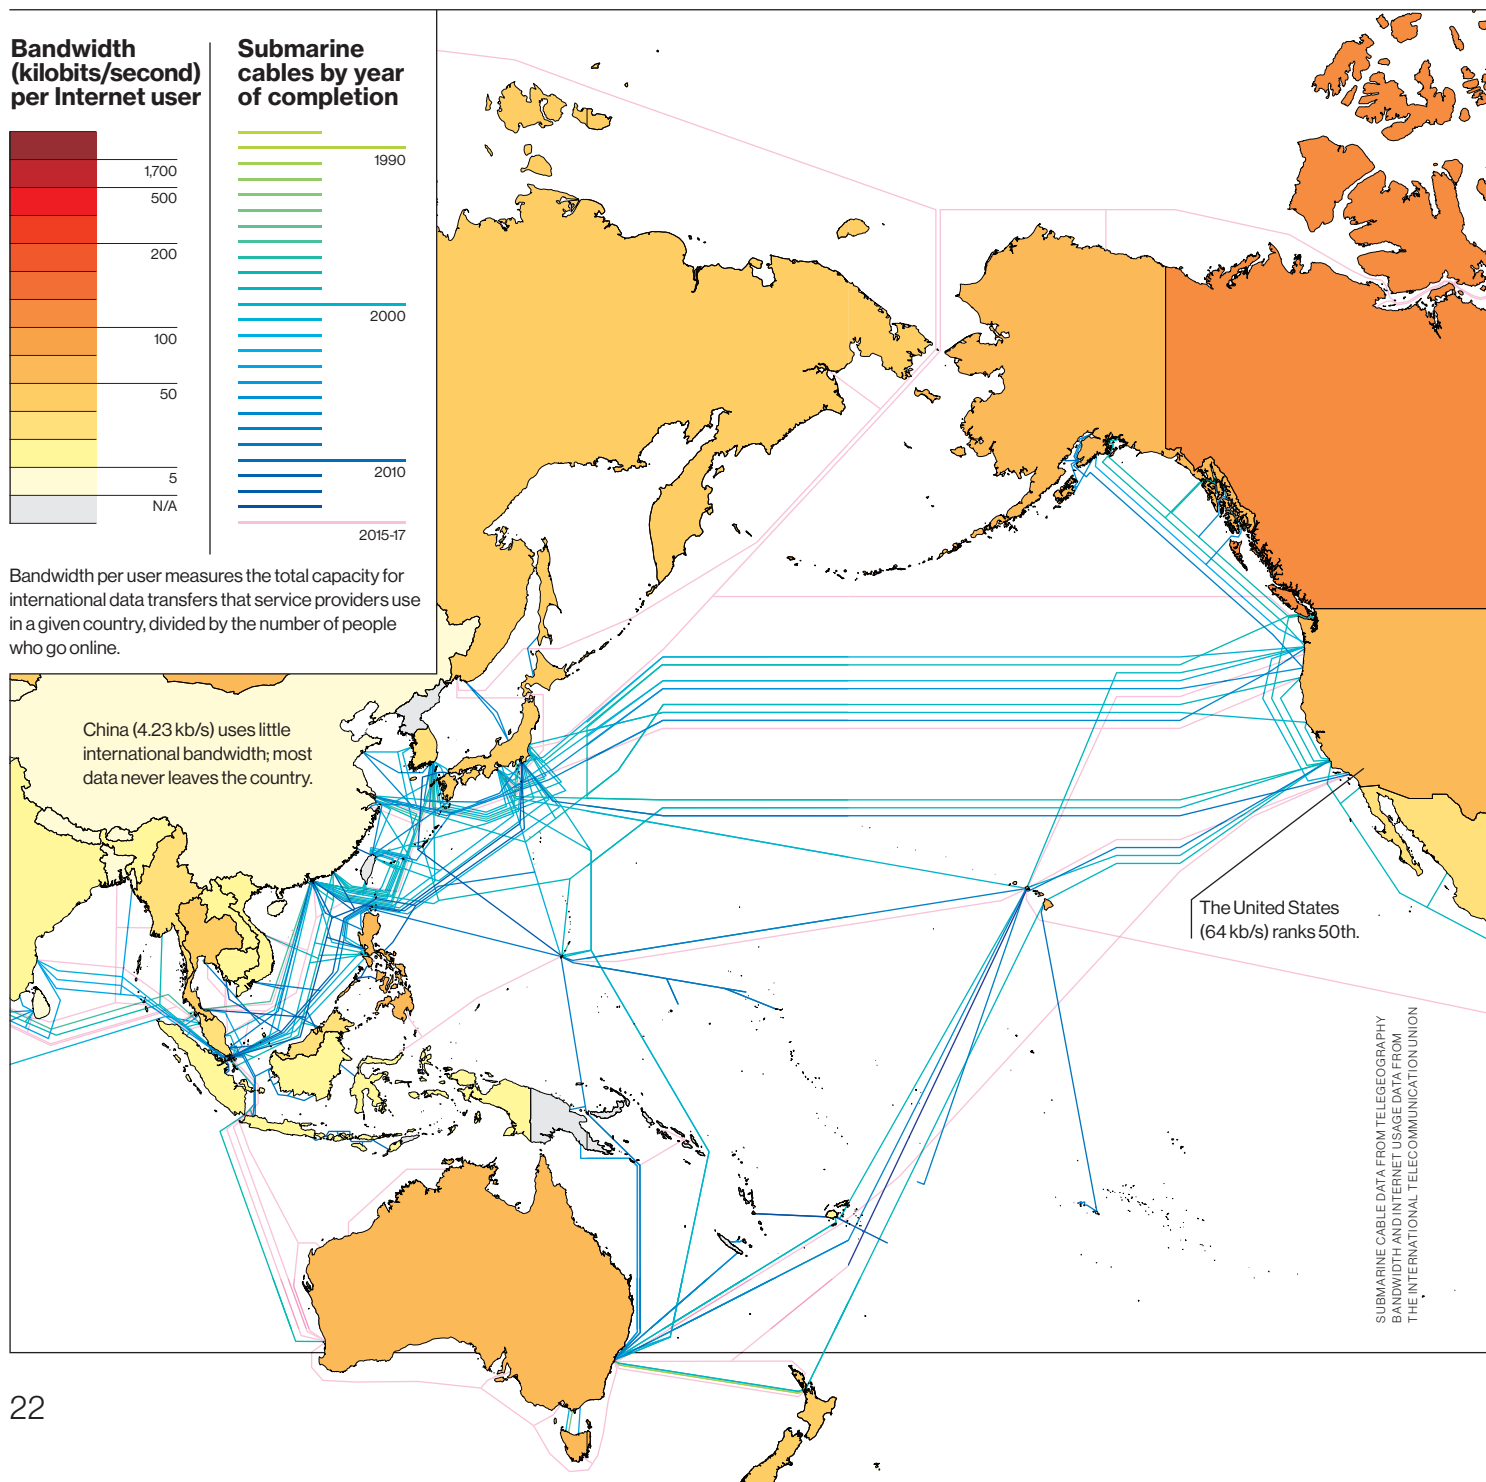 Bandwidth
(kilobits/second)
per Internet user
1,700
500
200
100
50
5
N/A
Submarine
cables by year
of completion
1990
2000
2010
2015-17
Bandwidth per user measures the total capacity for
international data transfers that service providers use
in a given country, divided by the number of people
who go online.
China (4.23 kb/s) uses little
international bandwidth; most
data never leaves the country.
The United States
(64 kb/s) ranks 50th.
SUBMARINE CABLE DATA FROM TELEGEOGRAPHY
BANDWIDTH AND INTERNET USAGE DATA FROM
THE INTERNATIONAL TELECOMMUNICATION UNION
22